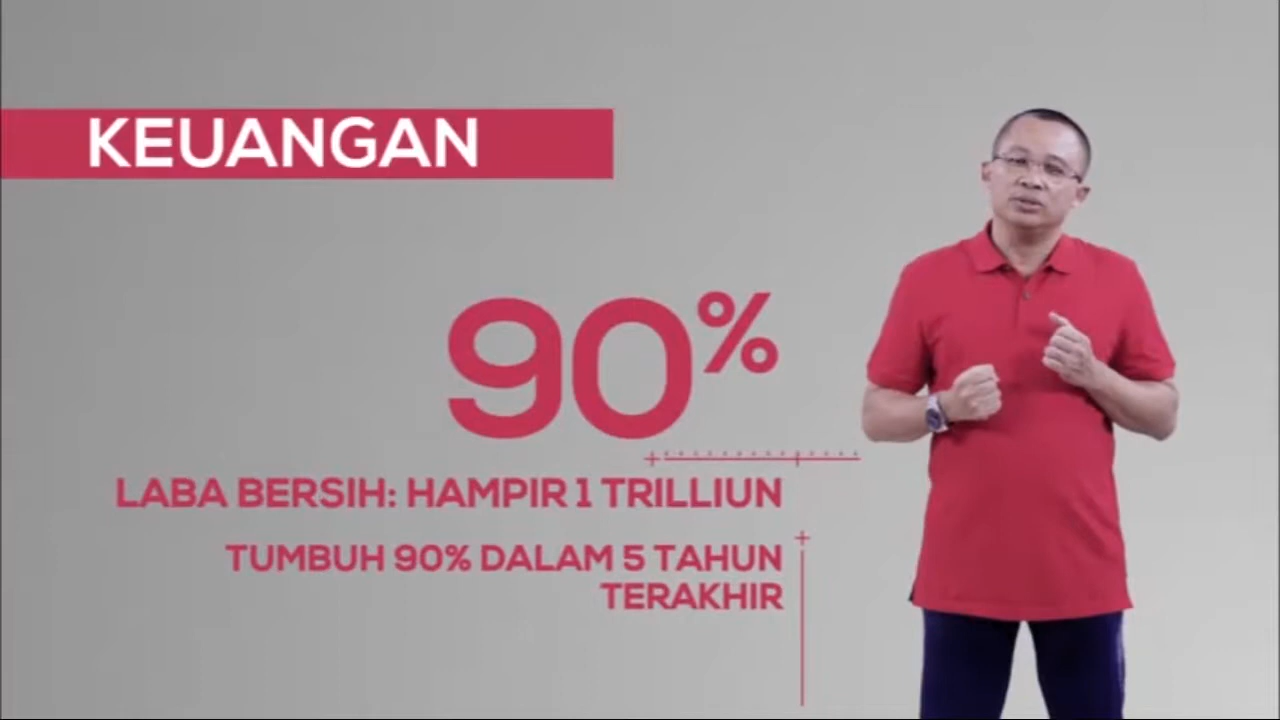 KEUANGAN
90%
LABA BERSIH: HAMPIR 1 TRILLIUN
TUMBUH 90% DALAM 5 TAHUN
TERAKHIR